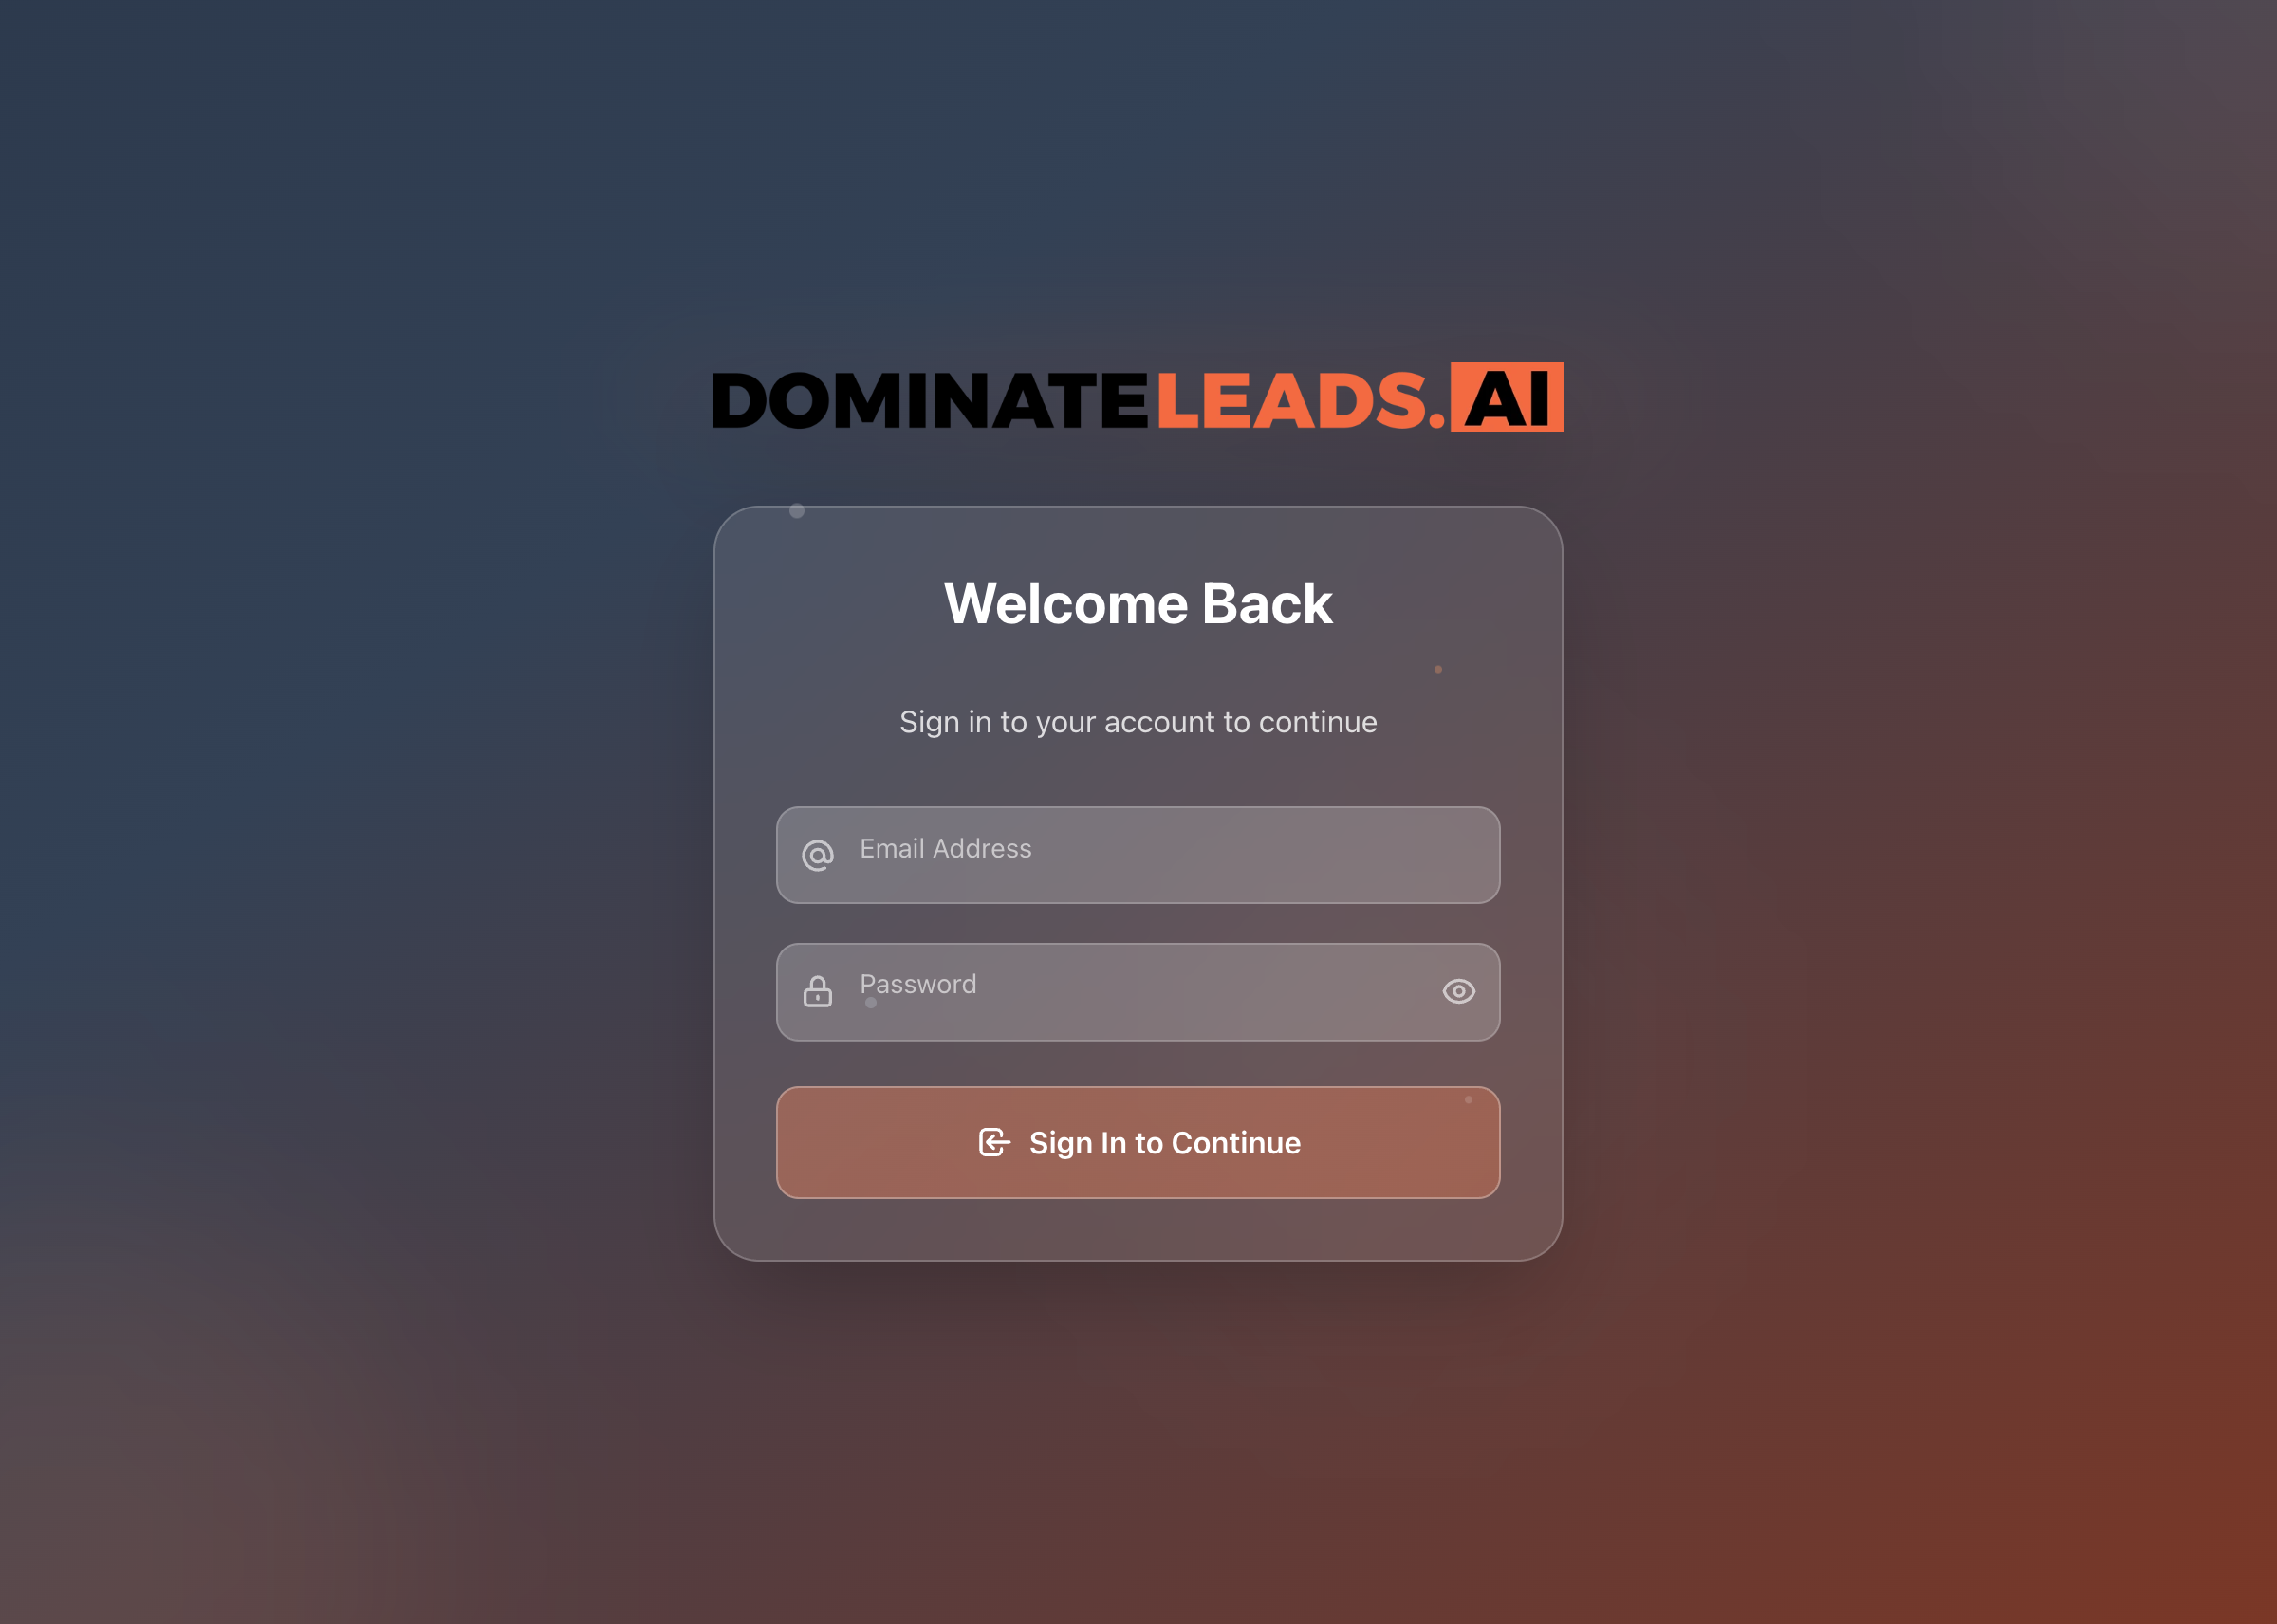 DOMINATELEADS.AI
Welcome Back
Sign in to your account to continue
Email Address
Password
Sign In to Continue